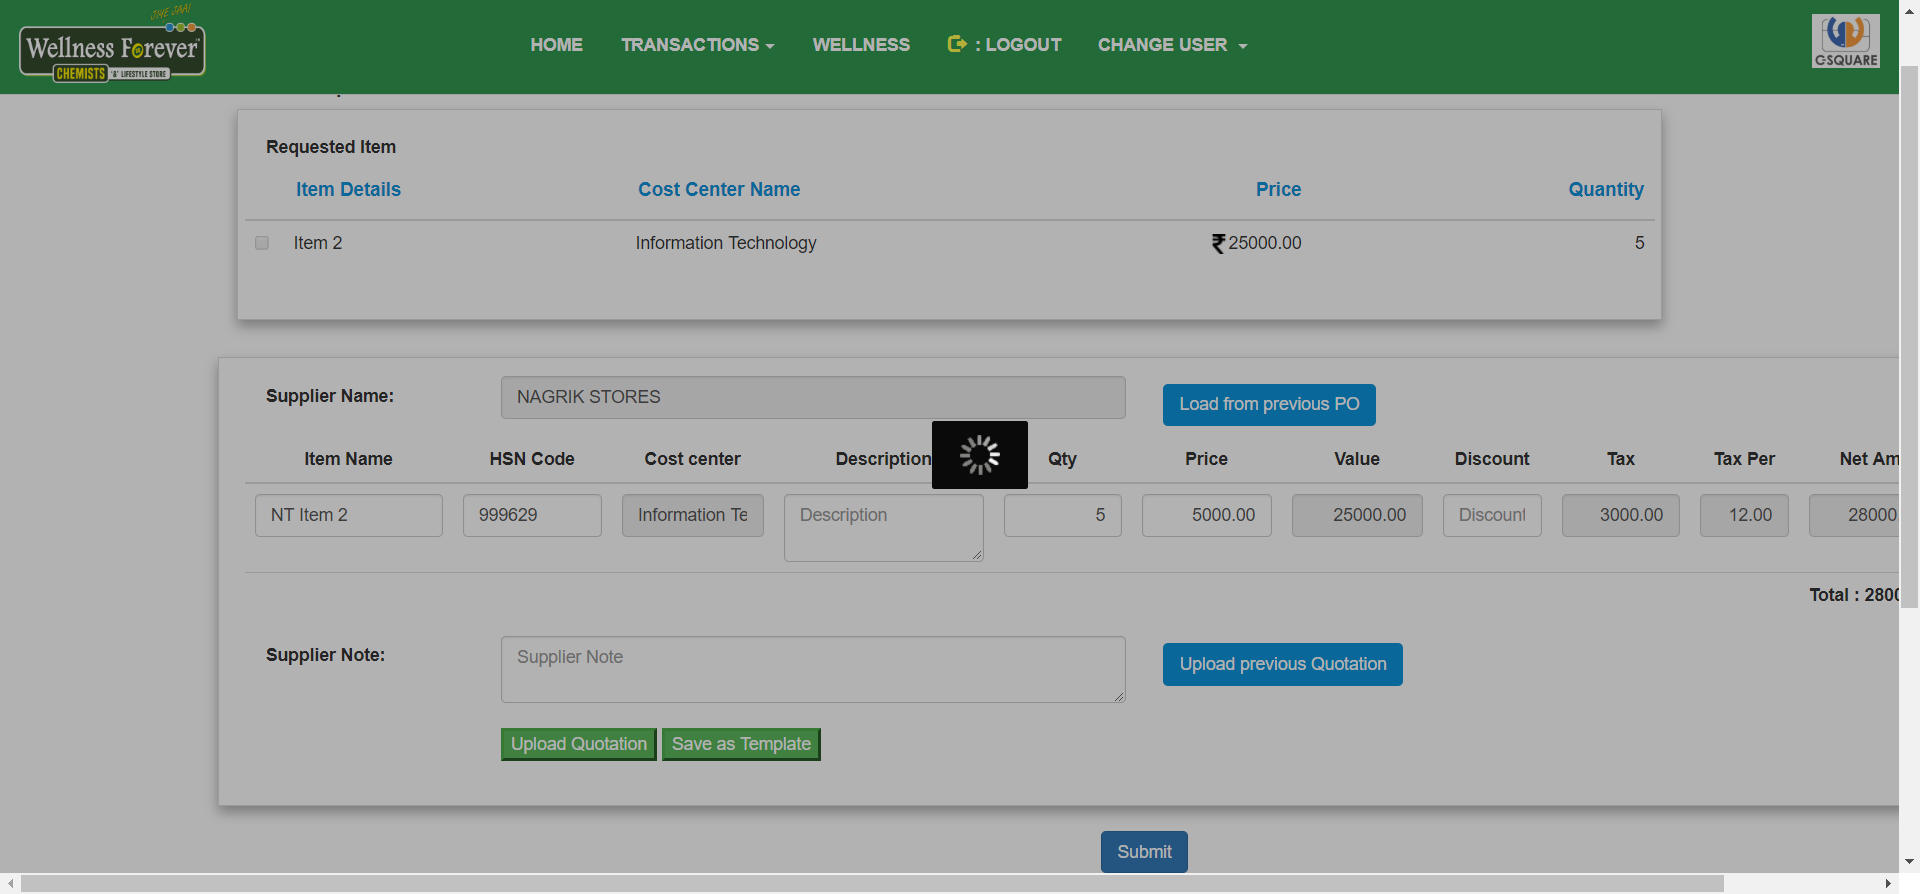 JIYE JAAI
Wellness Forever
CHEMISTS '&' LIFESTYLE STORE
HOME TRANSACTIONS WELLNESS : LOGOUT CHANGE USER
C-SQUARE
Requested Item
Item Details Cost Center Name Price Quantity
Item 2 Information Technology ₹25000.00 5
Supplier Name: NAGRIK STORES Load from previous PO
Item Name HSN Code Cost center Description Qty Price Value Discount Tax Tax Per Net Am
NT Item 2 999629 Information Te Description 5 5000.00 25000.00 Discount 3000.00 12.00 28000
Total : 2800
Supplier Note: Supplier Note Upload previous Quotation
Upload Quotation Save as Template
Submit